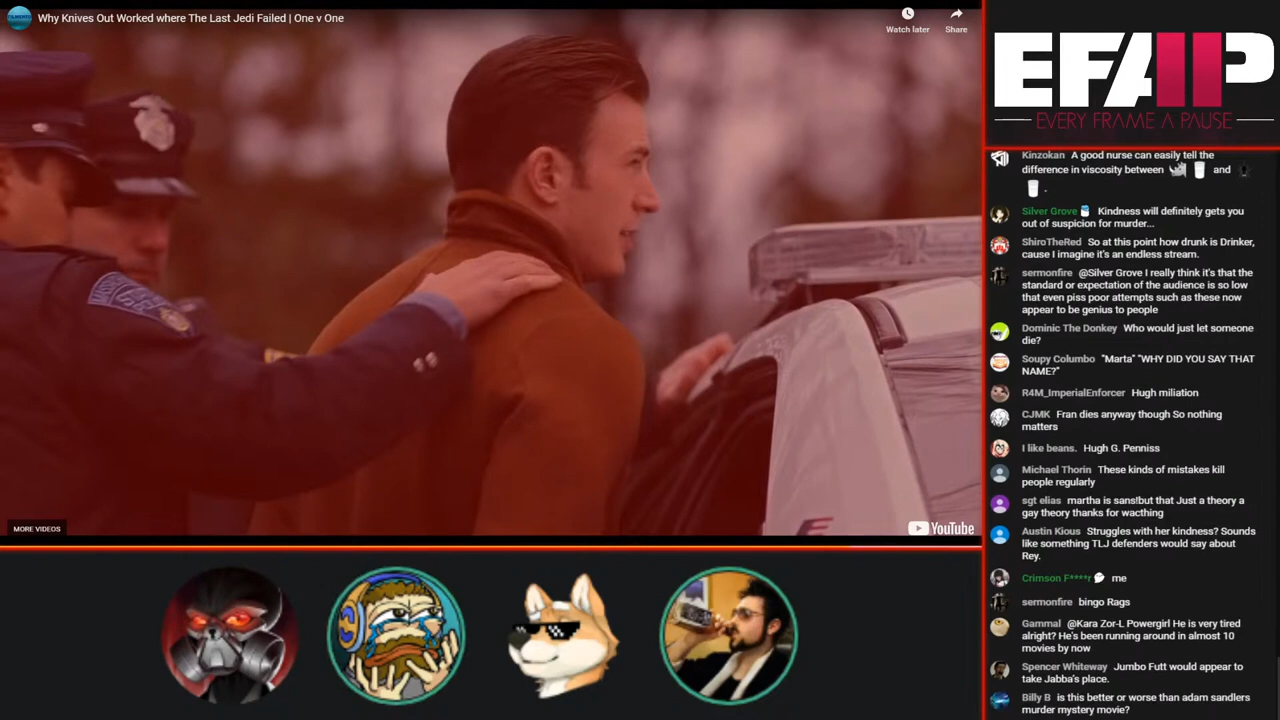 Why Knives Out Worked where The Last Jedi Failed | One v One
Watch later
Share
MORE VIDEOS
YouTube
EFAP
EVERY FRAME A PAUSE
Kinzokan A good nurse can easily tell the
difference in viscosity between and
.
Silver Grove Kindness will definitely gets you
out of suspicion for murder...
ShiroTheRed So at this point how drunk is Drinker,
cause I imagine it's an endless stream.
sermonfire @Silver Grove I really think it's that the
standard or expectation of the audience is so low
that even piss poor attempts such as these now
appear to be genius to people
Dominic The Donkey Who would just let someone
die?
Soupy Columbo "Marta" "WHY DID YOU SAY THAT
NAME?"
R4M_ImperialEnforcer Hugh miliation
CJMK Fran dies anyway though So nothing
matters
I like beans. Hugh G. Penniss
Michael Thorin These kinds of mistakes kill
people regularly
sgt elias martha is sans!but that Just a theory a
gay theory thanks for wacthing
Austin Kious Struggles with her kindness? Sounds
like something TLJ defenders would say about
Rey.
Crimson F****r me
sermonfire bingo Rags
Gammal @Kara Zor-L Powergirl He is very tired
alright? He's been running around in almost 10
movies by now
Spencer Whiteway Jumbo Futt would appear to
take Jabba's place.
Billy B is this better or worse than adam sandlers
murder mystery movie?